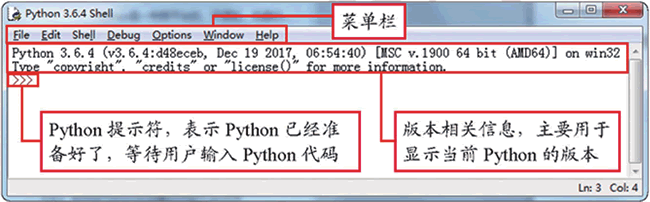 Python 3.6.4 Shell
菜单栏
File Edit Shell Debug Options Window Help
Python 3.6.4 (v3.6.4:d48eceb, Dec 19 2017, 06:54:40) [MSC v.1900 64 bit (AMD64)] on win32
Type "copyright", "credits" or "license()" for more information.
>>>
Python 提示符，表示 Python 已经准
备好了，等待用户输入 Python 代码
版本相关信息，主要用于
显示当前 Python 的版本
Ln: 3 Col: 4